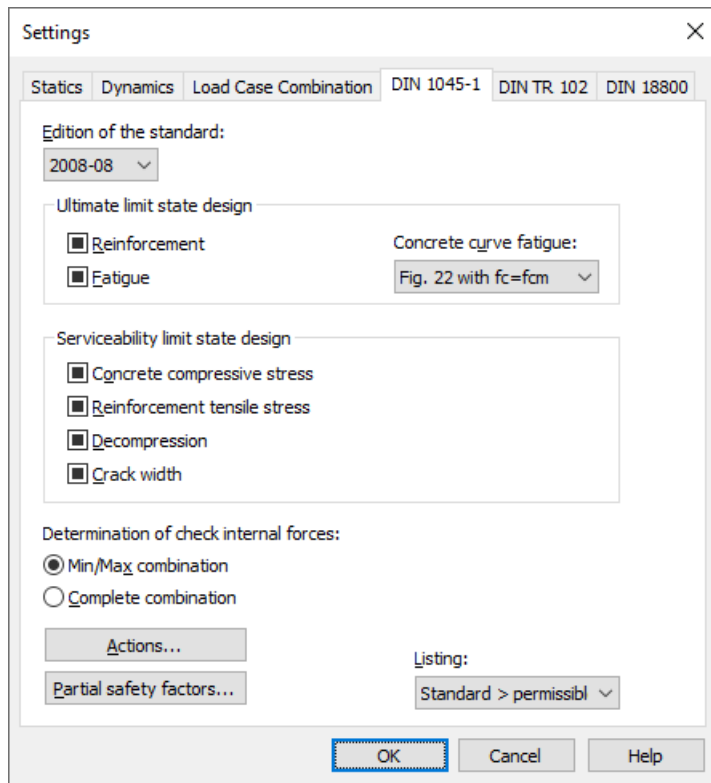 Settings
Statics Dynamics Load Case Combination DIN 1045-1 DIN TR 102 DIN 18800
Edition of the standard:
2008-08
Ultimate limit state design
Reinforcement
Concrete curve fatigue:
Fatigue
Fig. 22 with fc=fcm
Serviceability limit state design
Concrete compressive stress
Reinforcement tensile stress
Decompression
Crack width
Determination of check internal forces:
Min/Max combination
Complete combination
Actions...
Listing:
Partial safety factors...
Standard > permissibl
OK Cancel Help